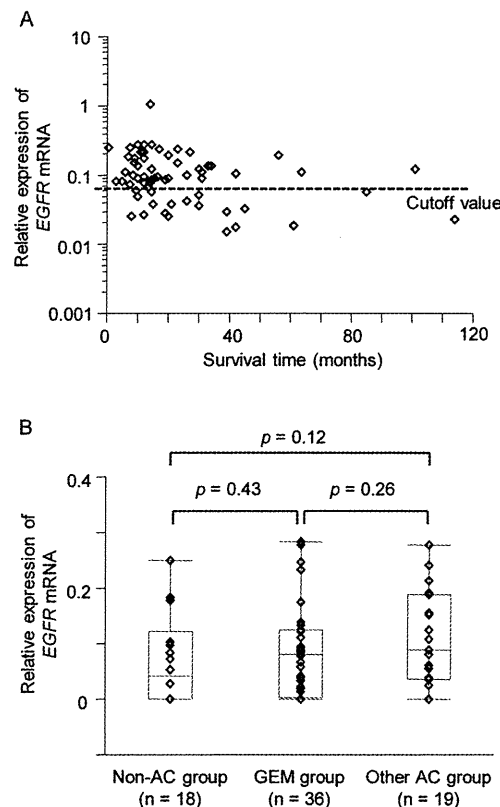 A
Relative expression of
EGFR mRNA
10
1
0.1
0.01
0.001
Cutoff value
0
40
80
120
Survival time (months)
B
p = 0.12
p = 0.43
p = 0.26
Relative expression of
EGFR mRNA
0.4
0.2
0
Non-AC group
(n = 18)
GEM group
(n = 36)
Other AC group
(n = 19)